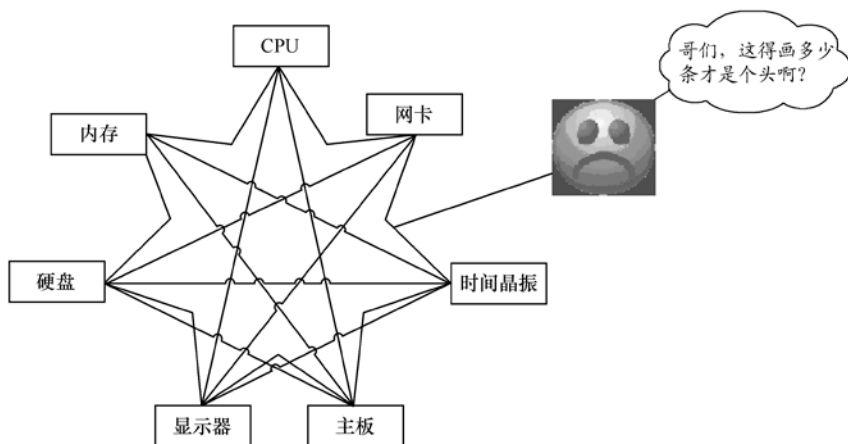 CPU
哥们，这得画多少
条才是个头啊？
内存
网卡
硬盘
时间晶振
显示器
主板